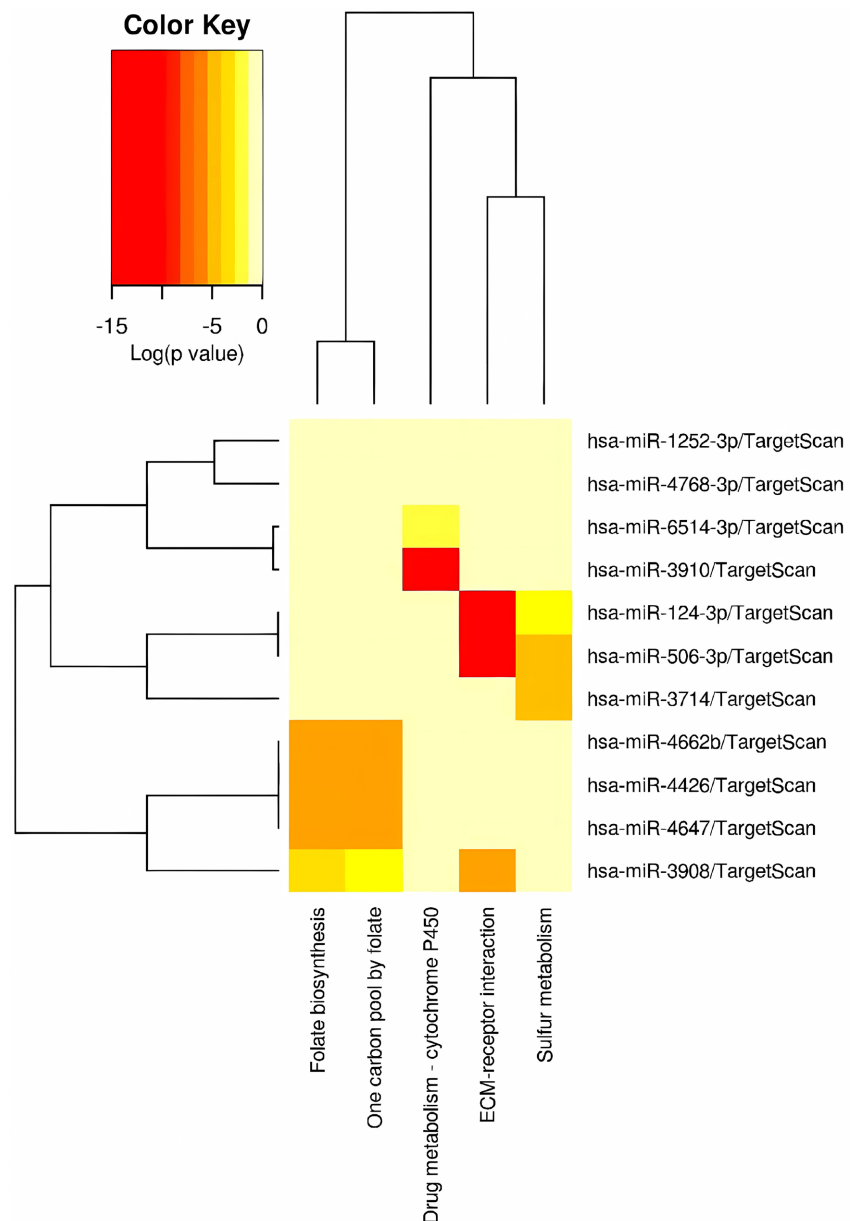 Color Key
-15 -5 0
Log(p value)
hsa-miR-1252-3p/TargetScan
hsa-miR-4768-3p/TargetScan
hsa-miR-6514-3p/TargetScan
hsa-miR-3910/TargetScan
hsa-miR-124-3p/TargetScan
hsa-miR-506-3p/TargetScan
hsa-miR-3714/TargetScan
hsa-miR-4662b/TargetScan
hsa-miR-4426/TargetScan
hsa-miR-4647/TargetScan
hsa-miR-3908/TargetScan
Folate biosynthesis
One carbon pool by folate
Drug metabolism - cytochrome P450
ECM-receptor interaction
Sulfur metabolism